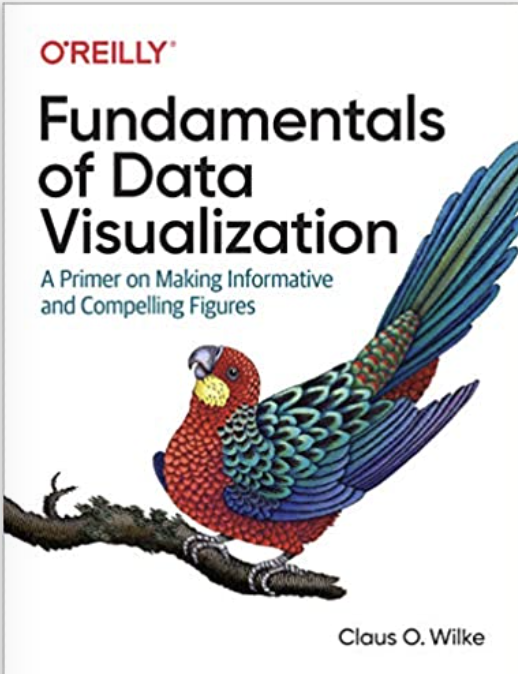 O'REILLY®
Fundamentals
of Data
Visualization
A Primer on Making Informative
and Compelling Figures
Claus O. Wilke